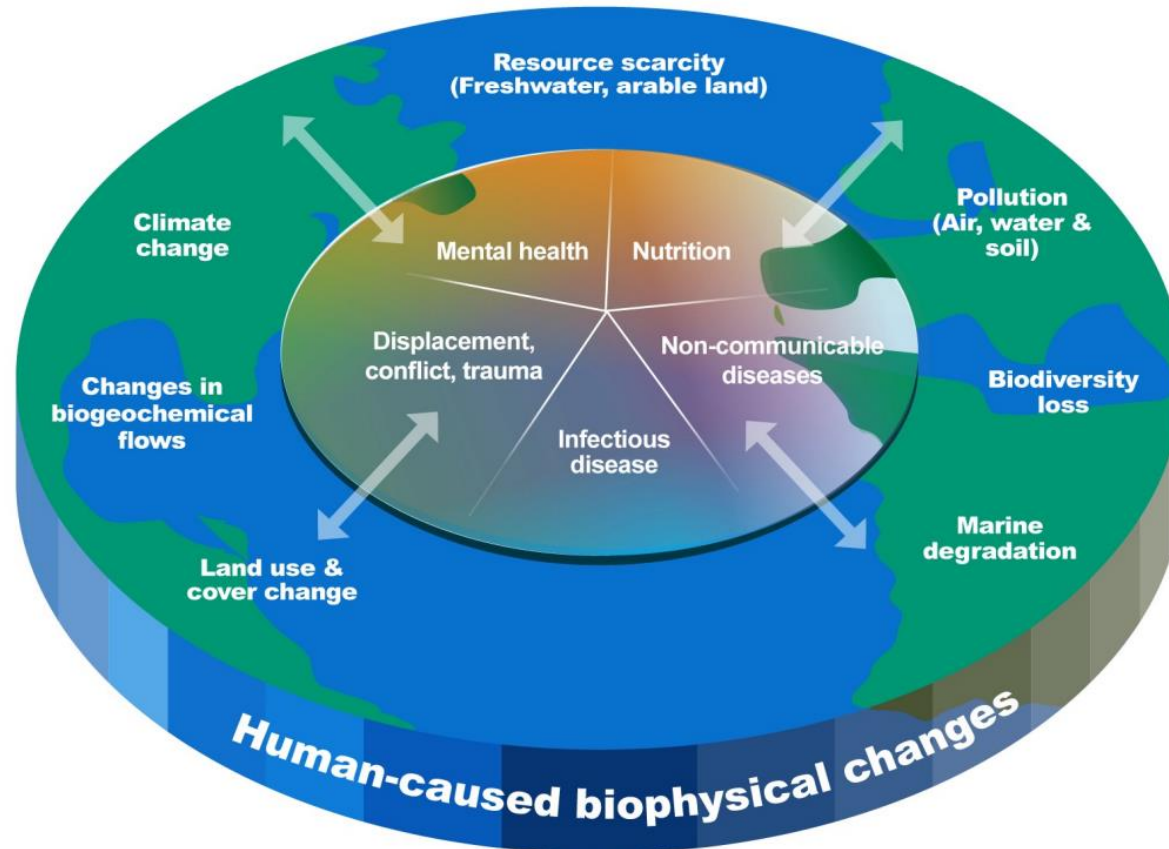 Resource scarcity
(Freshwater, arable land)
Climate
change
Pollution
(Air, water &
soil)
Mental health
Nutrition
Displacement,
conflict, trauma
Non-communicable
diseases
Changes in
biogeochemical
flows
Biodiversity
loss
Infectious
disease
Land use &
cover change
Marine
degradation
Human-caused biophysical changes